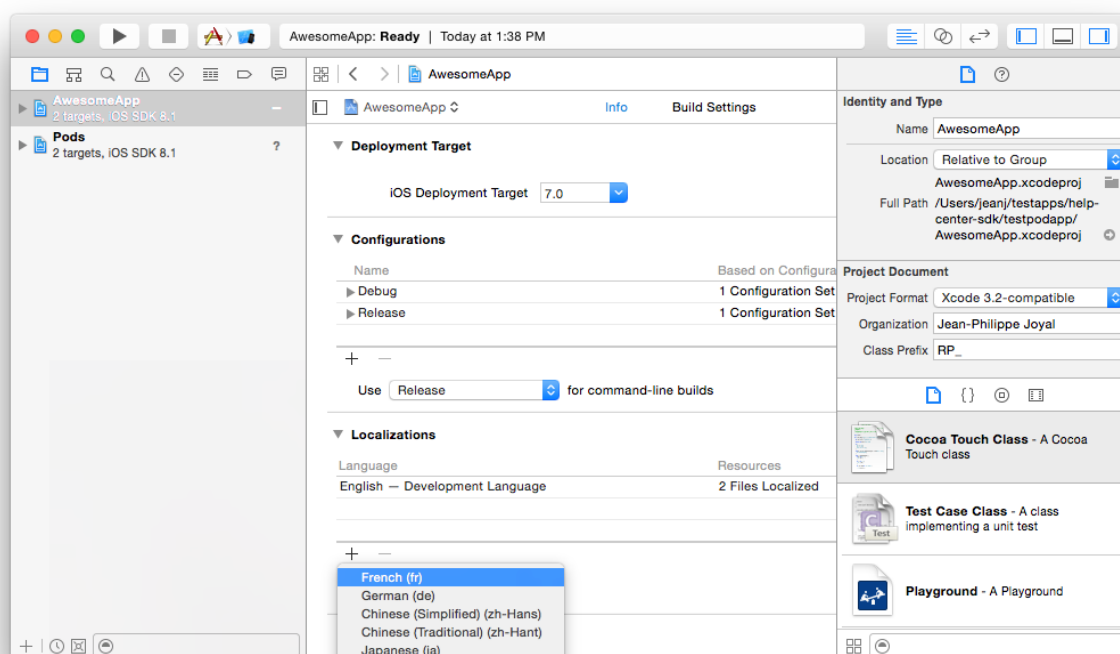 AwesomeApp: Ready | Today at 1:38 PM
AwesomeApp
2 targets, iOS SDK 8.1
Pods
2 targets, iOS SDK 8.1
?
AwesomeApp
AwesomeApp
Info
Build Settings
Deployment Target
iOS Deployment Target 7.0
Configurations
Name Based on Configura
Debug 1 Configuration Set
Release 1 Configuration Set
Use Release for command-line builds
Localizations
Language Resources
English — Development Language 2 Files Localized
French (fr)
German (de)
Chinese (Simplified) (zh-Hans)
Chinese (Traditional) (zh-Hant)
Japanese (ja)
Identity and Type
Name AwesomeApp
Location Relative to Group
AwesomeApp.xcodeproj
Full Path /Users/jeanj/testapps/help-
center-sdk/testpodapp/
AwesomeApp.xcodeproj
Project Document
Project Format Xcode 3.2-compatible
Organization Jean-Philippe Joyal
Class Prefix RP_
{}
Cocoa Touch Class - A Cocoa
Touch class
C
Test
Test Case Class - A class
implementing a unit test
Playground - A Playground